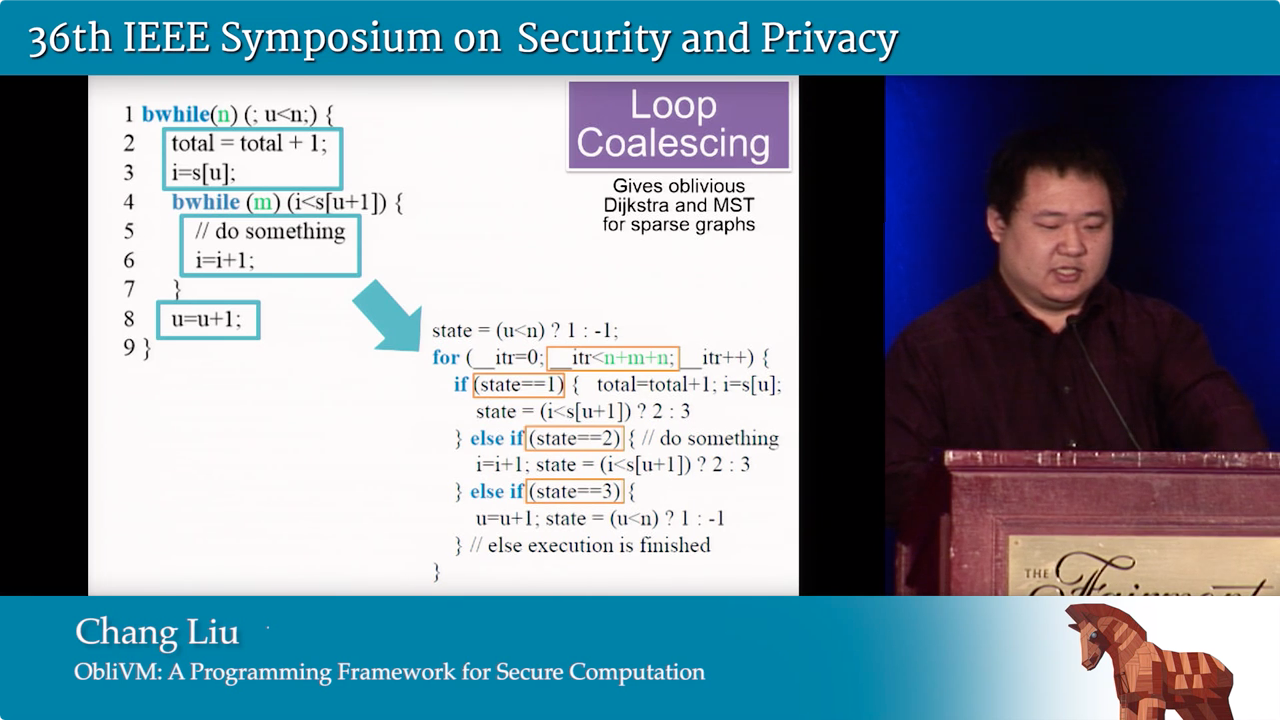 36th IEEE Symposium on Security and Privacy
Loop
Coalescing
Gives oblivious
Dijkstra and MST
for sparse graphs
1 bwhile(n) (; u<n;) {
2 total = total + 1;
3 i=s[u];
4 bwhile (m) (i<s[u+1]) {
5 // do something
6 i=i+1;
7 }
8 u=u+1;
9 }
state = (u<n) ? 1 : -1;
for (__itr=0; __itr<n+m+n; __itr++) {
if (state==1) { total=total+1; i=s[u];
state = (i<s[u+1]) ? 2 : 3
} else if (state==2) { // do something
i=i+1; state = (i<s[u+1]) ? 2 : 3
} else if (state==3) {
u=u+1; state = (u<n) ? 1 : -1
} // else execution is finished
}
THE Fairmont
Chang Liu
ObliVM: A Programming Framework for Secure Computation